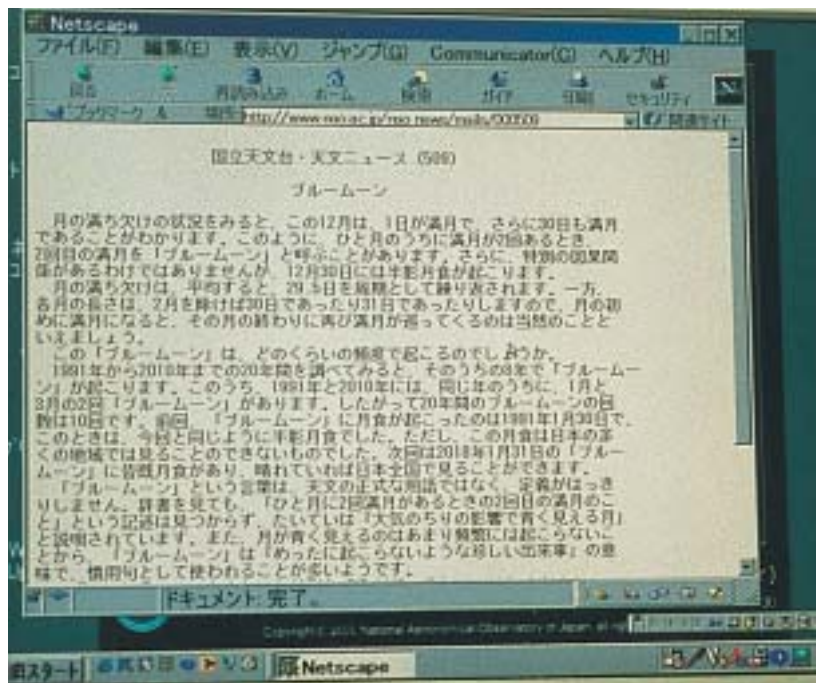 Netscape
ファイル(F) 編集(E) 表示(V) ジャンプ(G) Communicator(C) ヘルプ(H)
戻る 再読み込み ホーム 検索 ガイド 印刷 セキュリティ
ブックマーク & 場所: http://www.nao.ac.jp/nao_news/mails/000508 関連サイト
国立天文台・天文ニュース (508)
ブルームーン
月の満ち欠けの状況をみると、この12月は、1日が満月で、さらに30日も満月
であることがわかります。このように、ひと月のうちに満月が2回あるとき、
2回目の満月を「ブルームーン」と呼ぶことがあります。さらに、特別の因果関
係があるわけではありませんが、12月30日には半影月食が起こります。
月の満ち欠けは、平均すると、29.5日を周期として繰り返されます。一方、
各月の長さは、2月を除けば30日であったり31日であったりしますので、月の初
めに満月になると、その月の終わりに再び満月が巡ってくるのは当然のことと
いえましょう。
この「ブルームーン」は、どのくらいの頻度で起こるのでしょうか。
1991年から2010年までの20年間を調べてみると、そのうちの8年で「ブルームー
ン」が起こります。このうち、1991年と2010年には、同じ年のうちに、1月と
3月の2回「ブルームーン」があります。したがって20年間のブルームーンの回
数は10回です。前回、「ブルームーン」に月食が起こったのは1991年1月30日で、
このときは、今回と同じように半影月食でした。ただし、この月食は日本の多
くの地域では見ることのできないものでした。次回は2018年1月31日の「ブルー
ムーン」に皆既月食があり、晴れていれば日本全国で見ることができます。
「ブルームーン」という言葉は、天文の正式な用語ではなく、定義がはっき
りしません。辞書を見ても、「ひと月に2回満月があるときの2回目の満月のこ
と」という記述は見つからず、たいていは「大気のちりの影響で青く見える月」
と説明されています。また、月が青く見えるのはあまり頻繁には起こらないこ
とから、「ブルームーン」は「めったに起こらないような珍しい出来事」の意
味で、慣用句として使われることが多いようです。
ドキュメント: 完了。
National Astronomical Observatory of Japan
スタート Netscape